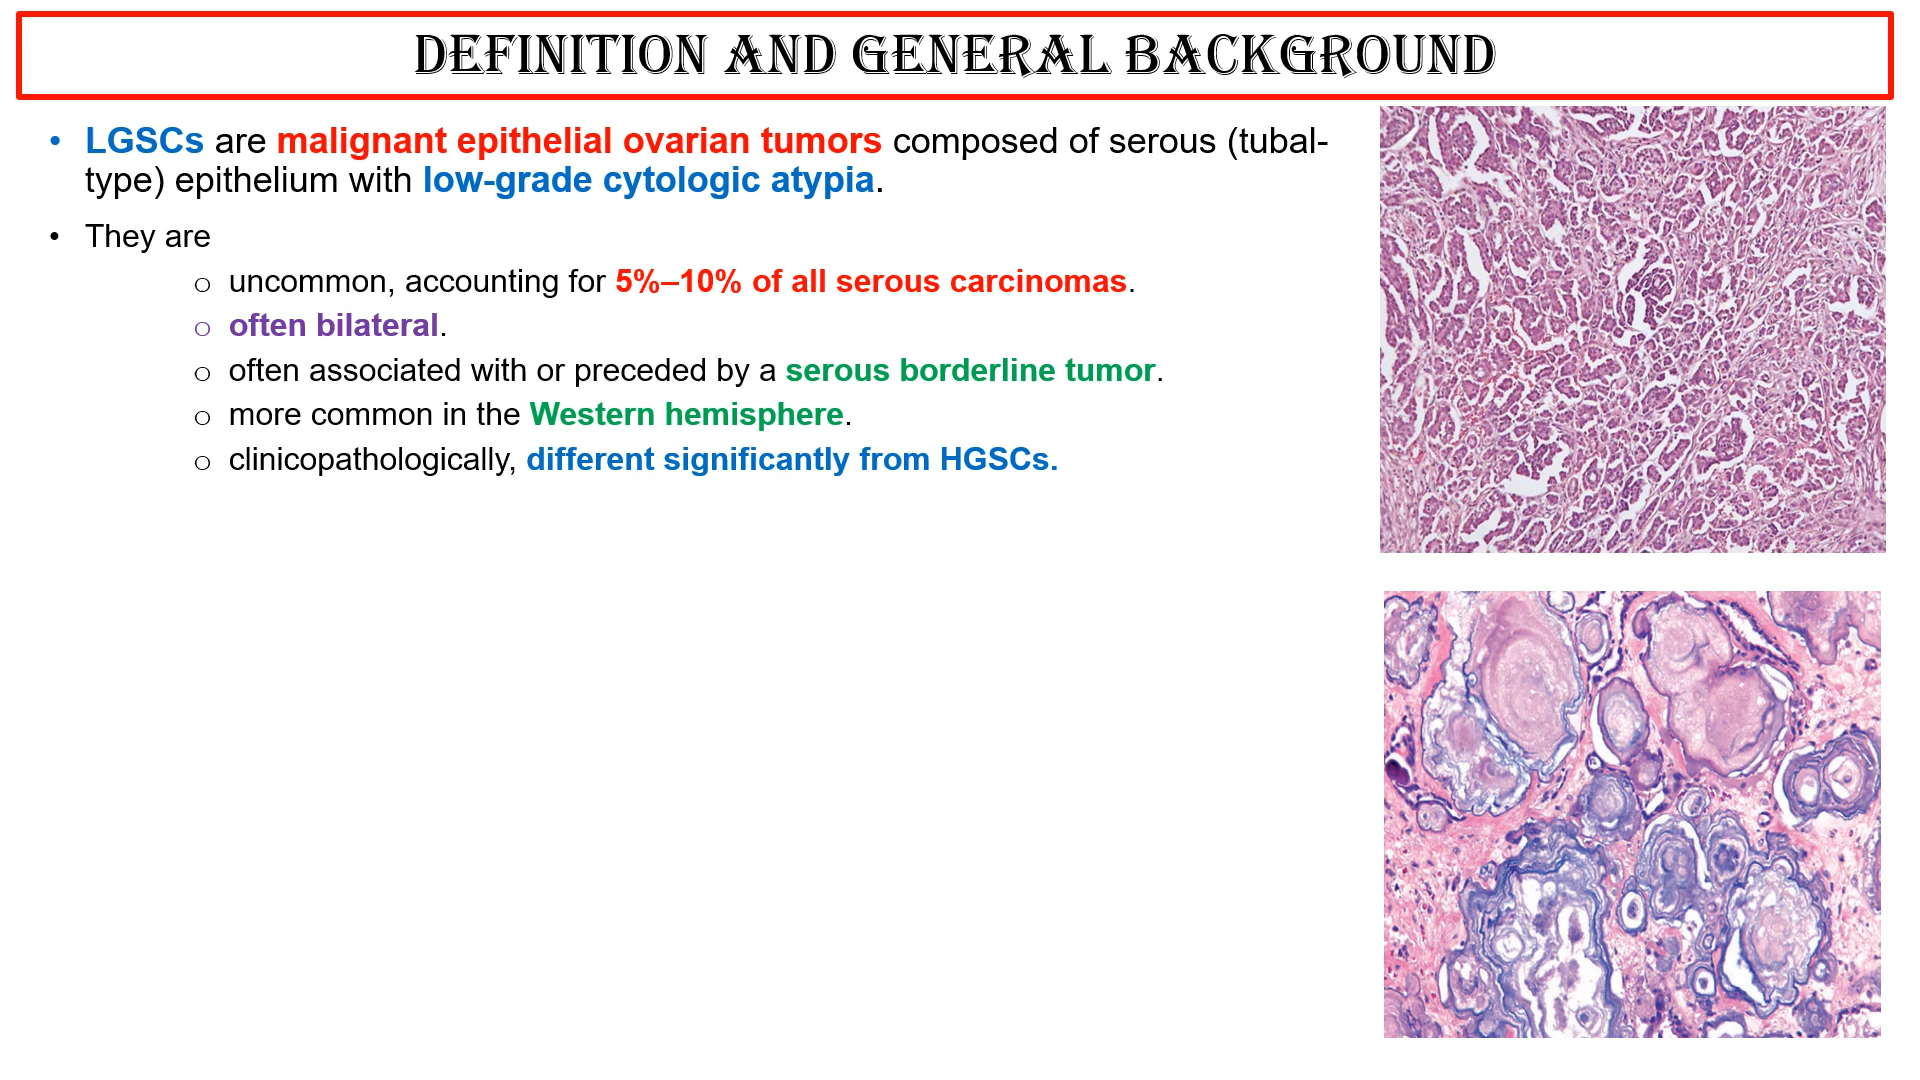 DEFINITION AND GENERAL BACKGROUND
• LGSCs are malignant epithelial ovarian tumors composed of serous (tubal-
type) epithelium with low-grade cytologic atypia.
• They are
o uncommon, accounting for 5%–10% of all serous carcinomas.
o often bilateral.
o often associated with or preceded by a serous borderline tumor.
o more common in the Western hemisphere.
o clinicopathologically, different significantly from HGSCs.